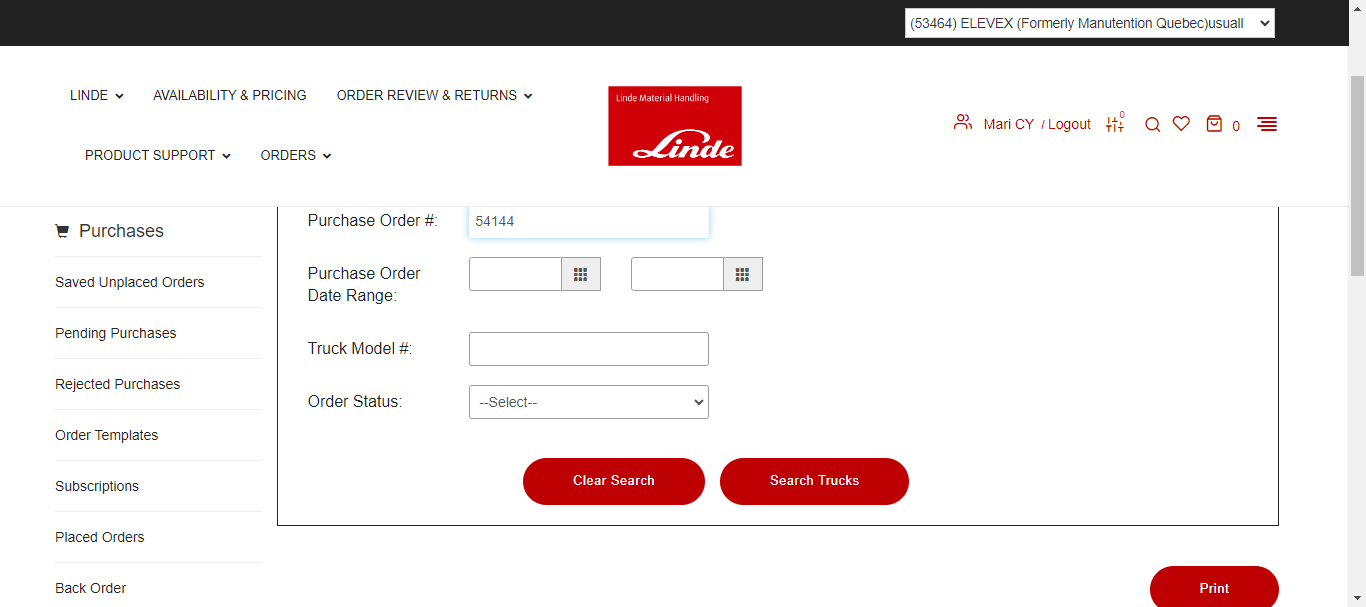 (53464) ELEVEX (Formerly Manutention Quebec)usuall
LINDE
AVAILABILITY & PRICING
ORDER REVIEW & RETURNS
PRODUCT SUPPORT
ORDERS
Linde Material Handling
Linde
Mari CY / Logout
0
0
Purchases
Saved Unplaced Orders
Pending Purchases
Rejected Purchases
Order Templates
Subscriptions
Placed Orders
Back Order
Purchase Order #:
54144
Purchase Order
Date Range:
Truck Model #:
Order Status:
--Select--
Clear Search
Search Trucks
Print